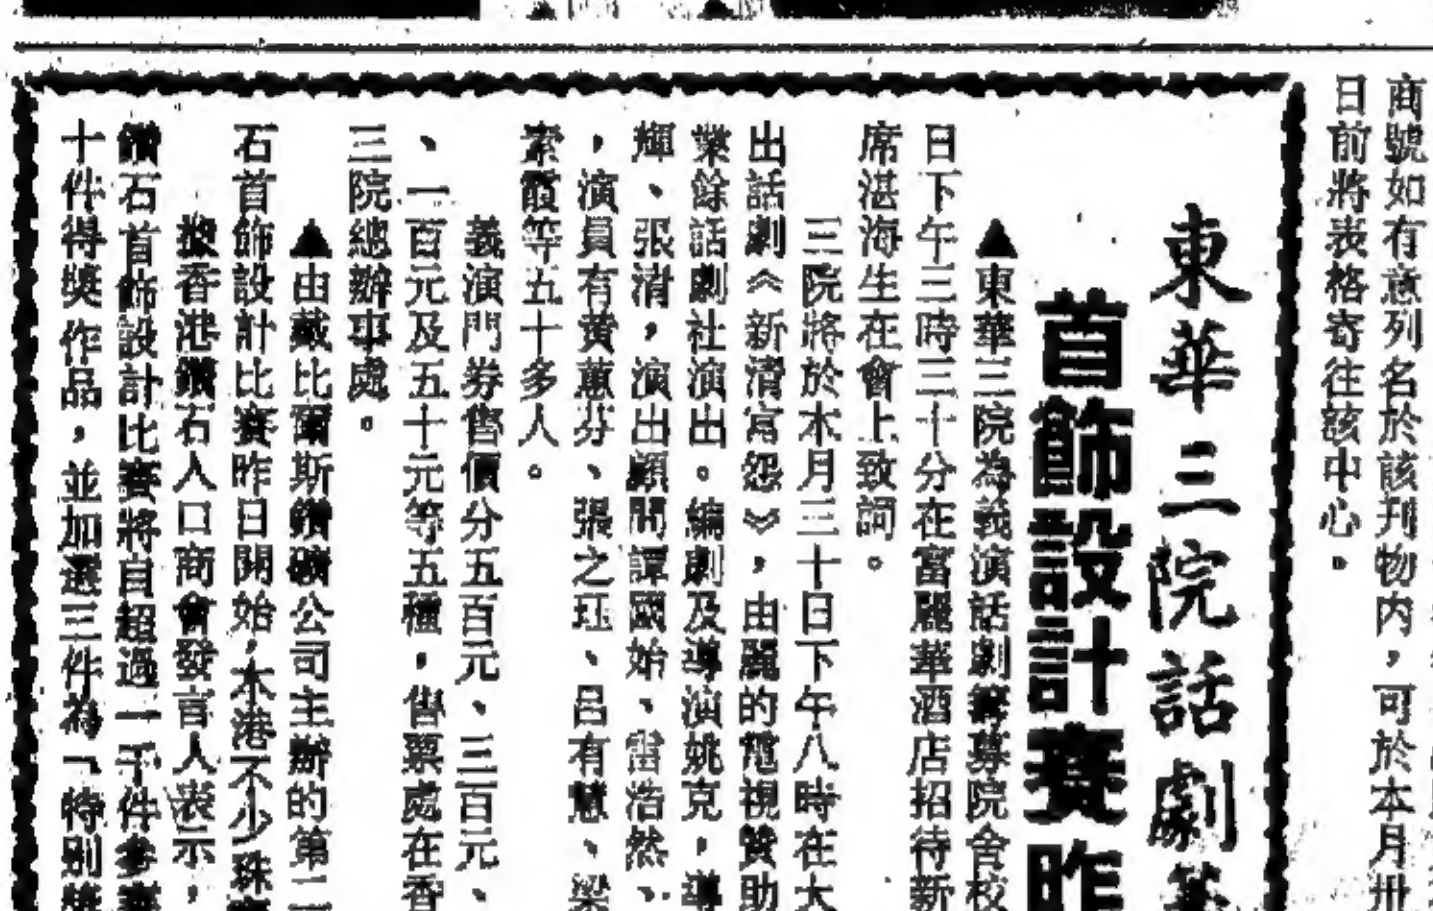 商號如有意列名於該刋物內，可於本月卅
日前將表格寄往該中心。
東華三院話劇
首飾設計賽昨
▲東華三院為義演話劇籌募院舍校
日下午三時三十分在富麗華酒店招待新
席湛海生在會上致詞。
三院將於本月三十日下午八時在大
出話劇《新清宮怨》，由麗的電視贊助
業餘話劇社演出。編劇及導演姚克，導
輝、張清，演出顧問譚國始、雷浩然、
，演員有黃蕙芬、張之珏、呂有慧、梁
素霞等五十多人。
義演門券售價分五百元、三百元、
、一百元及五十元等五種，售票處在香
三院總辦事處。
▲由戴比爾斯鑽礦公司主辦的第二
石首飾設計比賽昨日開始，本港不少珠
據香港鑽石入口商會發言人表示，
鑽石首飾設計比賽將自超過一千件參賽
十件得獎作品，並加選三件為「特別獎